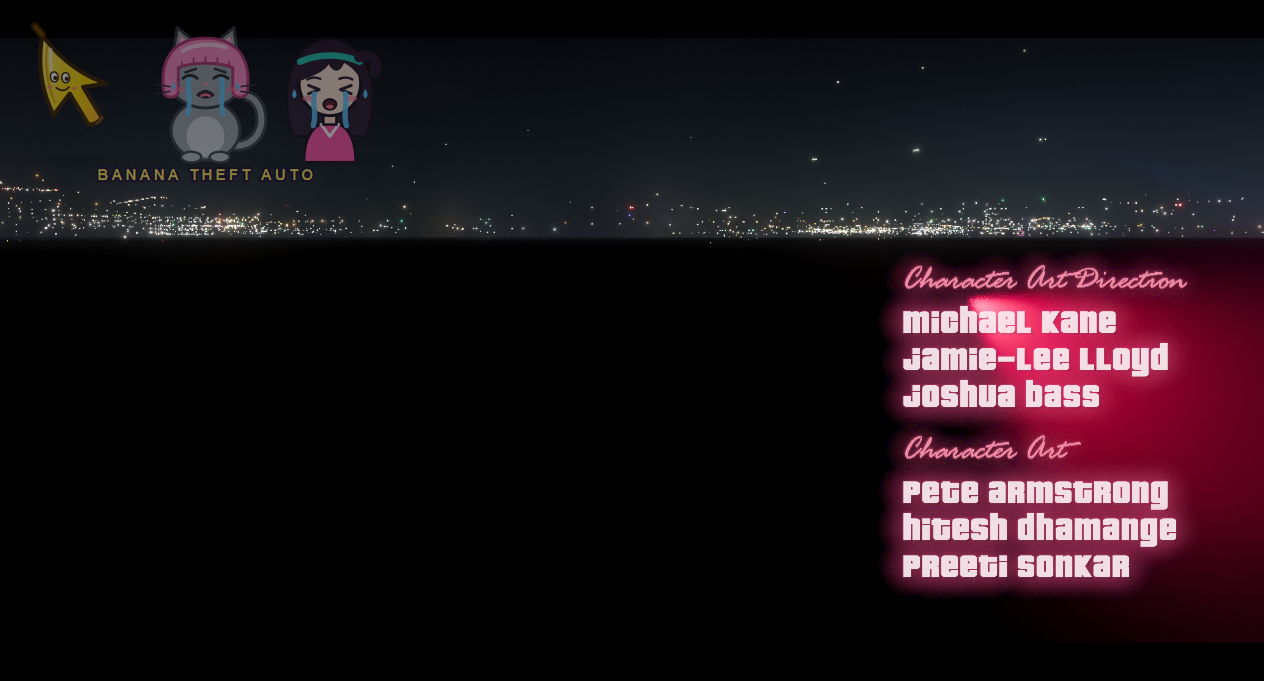 BANANA THEFT AUTO
Character Art Direction
michael kane
jamie-lee lloyd
joshua bass
Character Art
pete armstrong
hitesh dhamange
preeti sonkar